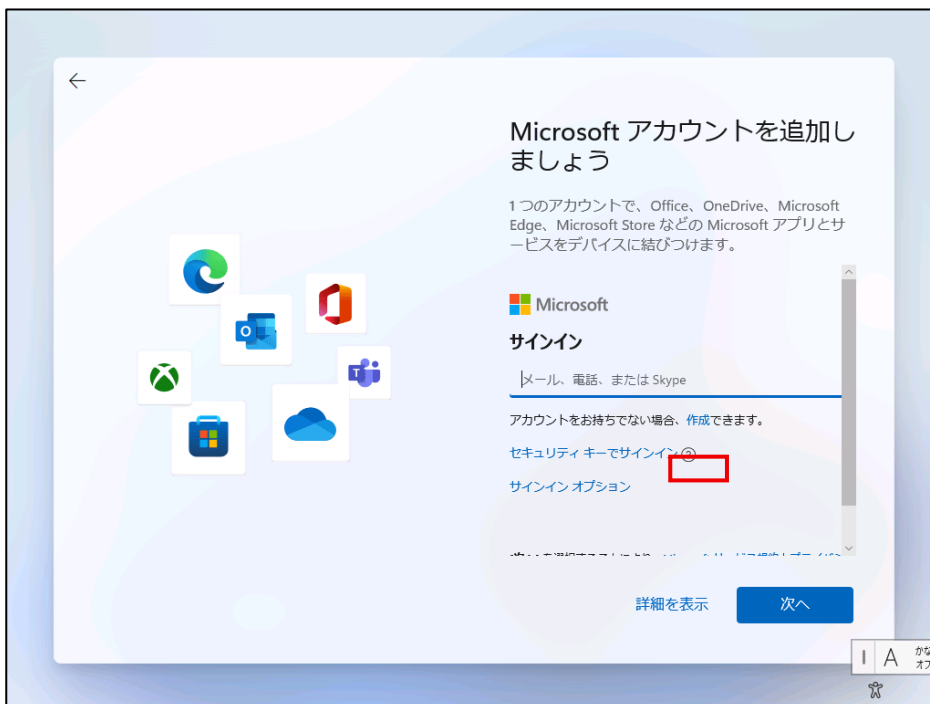 Microsoft アカウントを追加し
ましょう
1 つのアカウントで、Office、OneDrive、Microsoft
Edge、Microsoft Store などの Microsoft アプリとサ
ービスをデバイスに結びつけます。
Microsoft
サインイン
メール、電話、または Skype
アカウントをお持ちでない場合、作成できます。
セキュリティ キーでサインイン
サインイン オプション
詳細を表示
次へ
A
かな